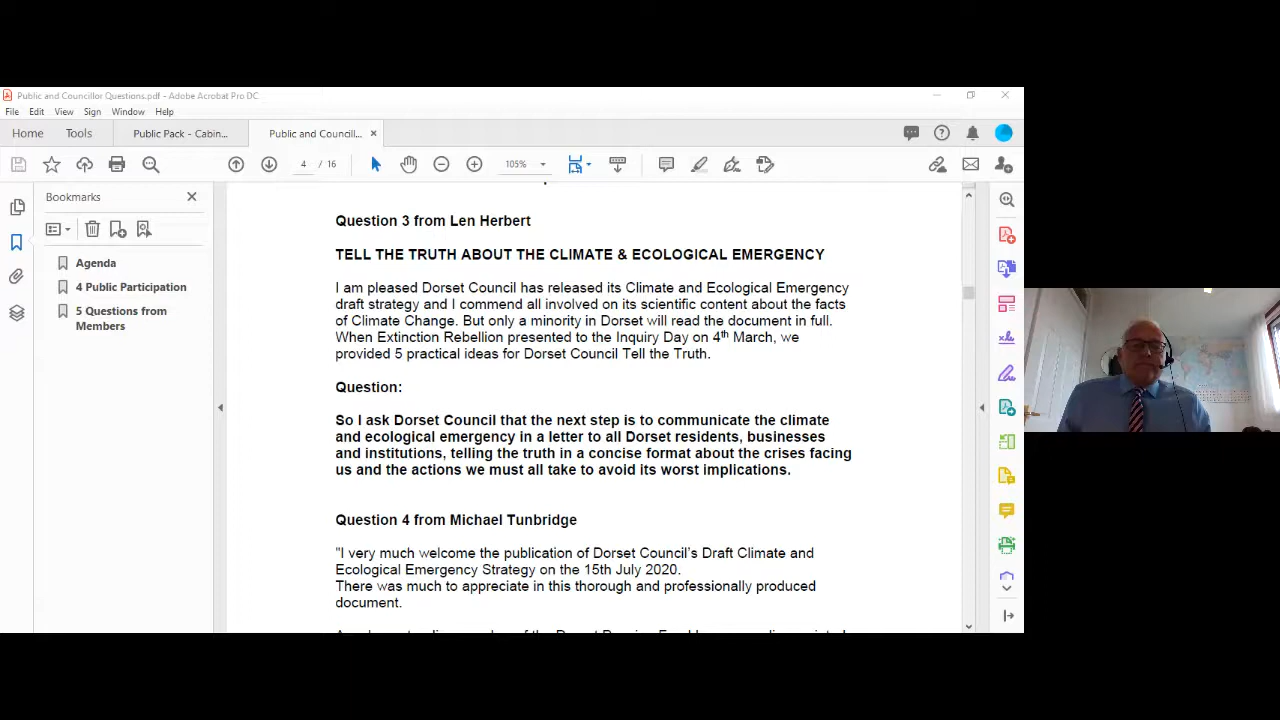 Public and Councillor Questions.pdf - Adobe Acrobat Pro DC
File Edit View Sign Window Help
Home Tools Public Pack - Cabin... Public and Councill... ×
4 / 16 105%
Bookmarks
Agenda
4 Public Participation
5 Questions from
Members
Question 3 from Len Herbert
TELL THE TRUTH ABOUT THE CLIMATE & ECOLOGICAL EMERGENCY
I am pleased Dorset Council has released its Climate and Ecological Emergency
draft strategy and I commend all involved on its scientific content about the facts
of Climate Change. But only a minority in Dorset will read the document in full.
When Extinction Rebellion presented to the Inquiry Day on 4th March, we
provided 5 practical ideas for Dorset Council Tell the Truth.
Question:
So I ask Dorset Council that the next step is to communicate the climate
and ecological emergency in a letter to all Dorset residents, businesses
and institutions, telling the truth in a concise format about the crises facing
us and the actions we must all take to avoid its worst implications.
Question 4 from Michael Tunbridge
"I very much welcome the publication of Dorset Council's Draft Climate and
Ecological Emergency Strategy on the 15th July 2020.
There was much to appreciate in this thorough and professionally produced
document.